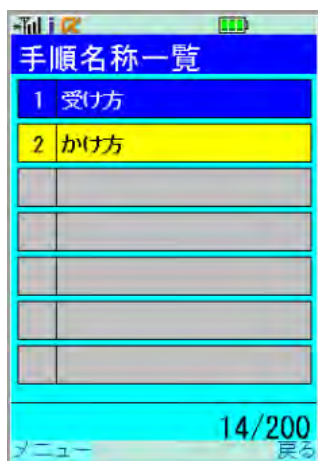 手順名称一覧
1 受け方
2 かけ方
14/200
メニュー 戻る